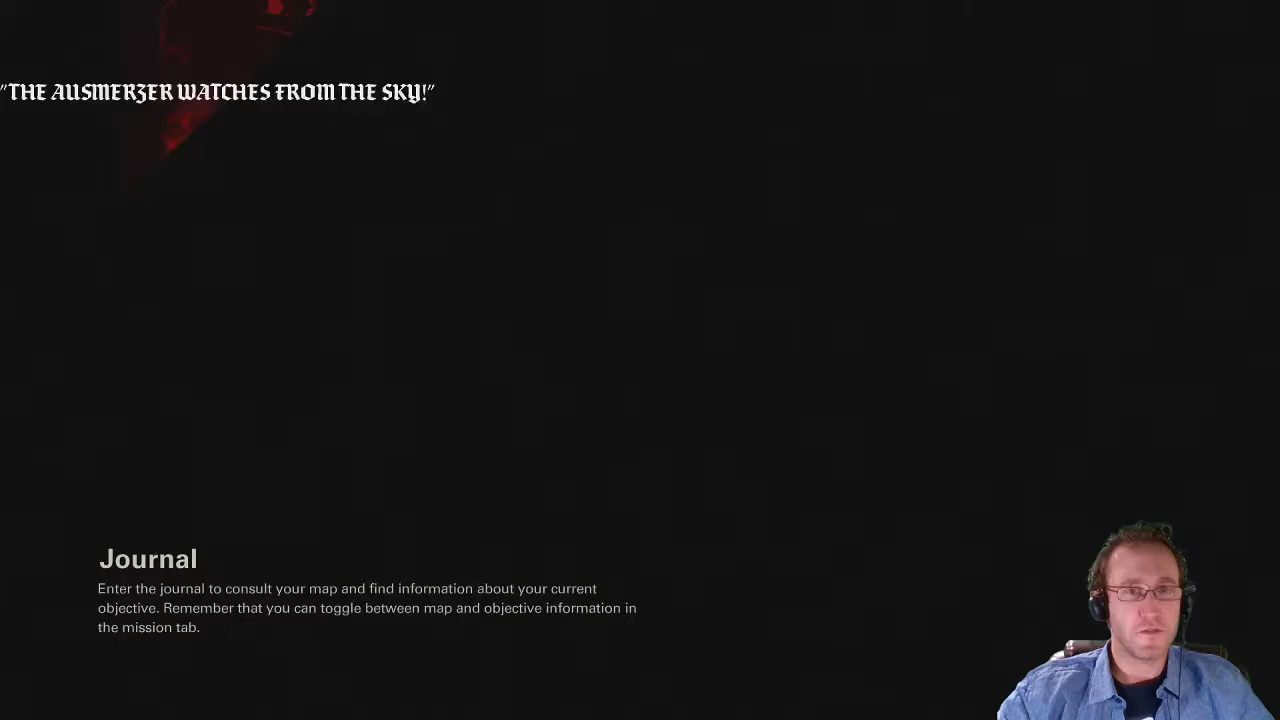 "THE AUSMERZER WATCHES FROM THE SKY!"
Journal
Enter the journal to consult your map and find information about your current
objective. Remember that you can toggle between map and objective information in
the mission tab.